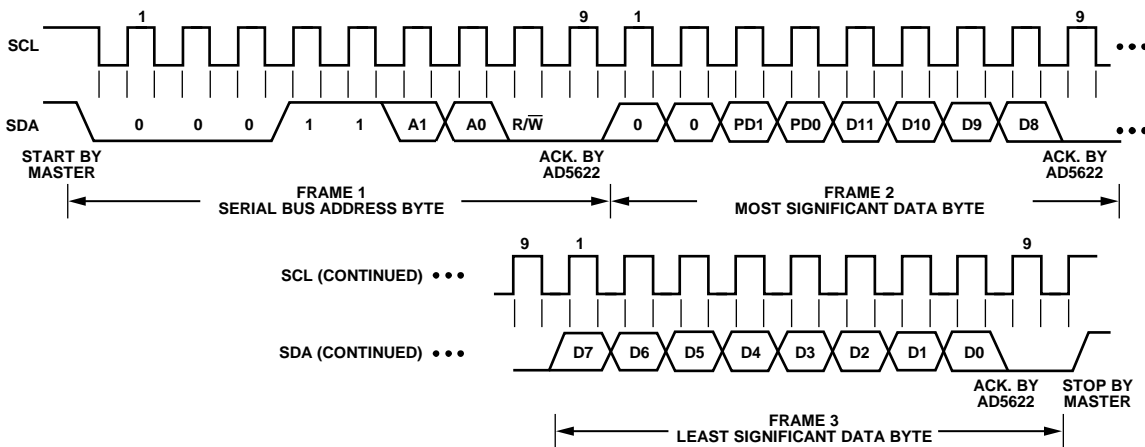 1 9 1 9
SCL
SDA
0 0 0 1 1 A1 A0 R/W̅ 0 0 PD1 PD0 D11 D10 D9 D8
START BY
MASTER
ACK. BY
AD5622
ACK. BY
AD5622
FRAME 1
SERIAL BUS ADDRESS BYTE
FRAME 2
MOST SIGNIFICANT DATA BYTE
9 1 9
SCL (CONTINUED)
SDA (CONTINUED)
D7 D6 D5 D4 D3 D2 D1 D0
ACK. BY
AD5622
STOP BY
MASTER
FRAME 3
LEAST SIGNIFICANT DATA BYTE